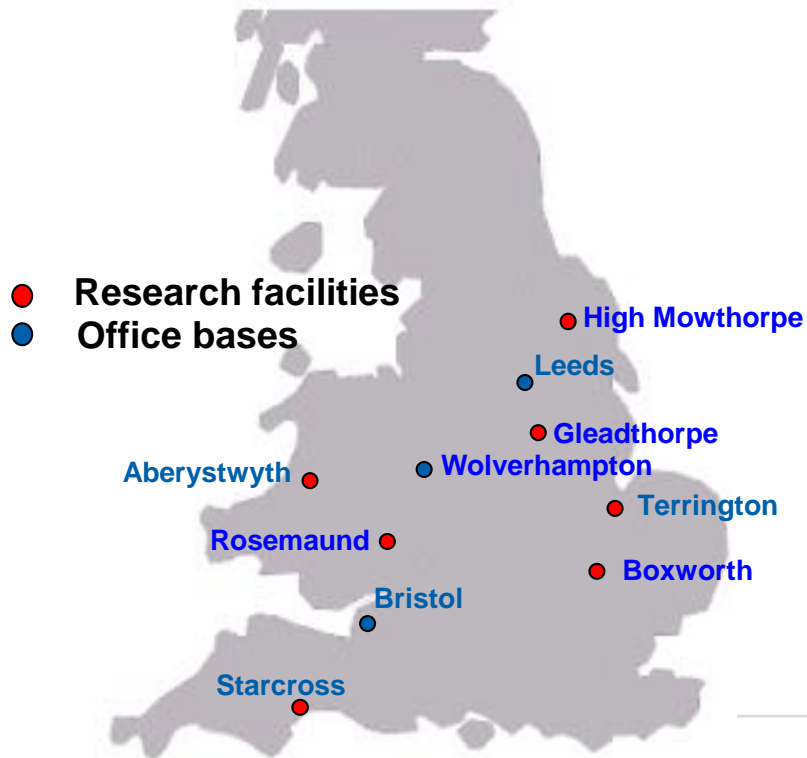 Research facilities
Office bases
High Mowthorpe
Leeds
Gleadthorpe
Wolverhampton
Aberystwyth
Terrington
Rosemaund
Boxworth
Bristol
Starcross